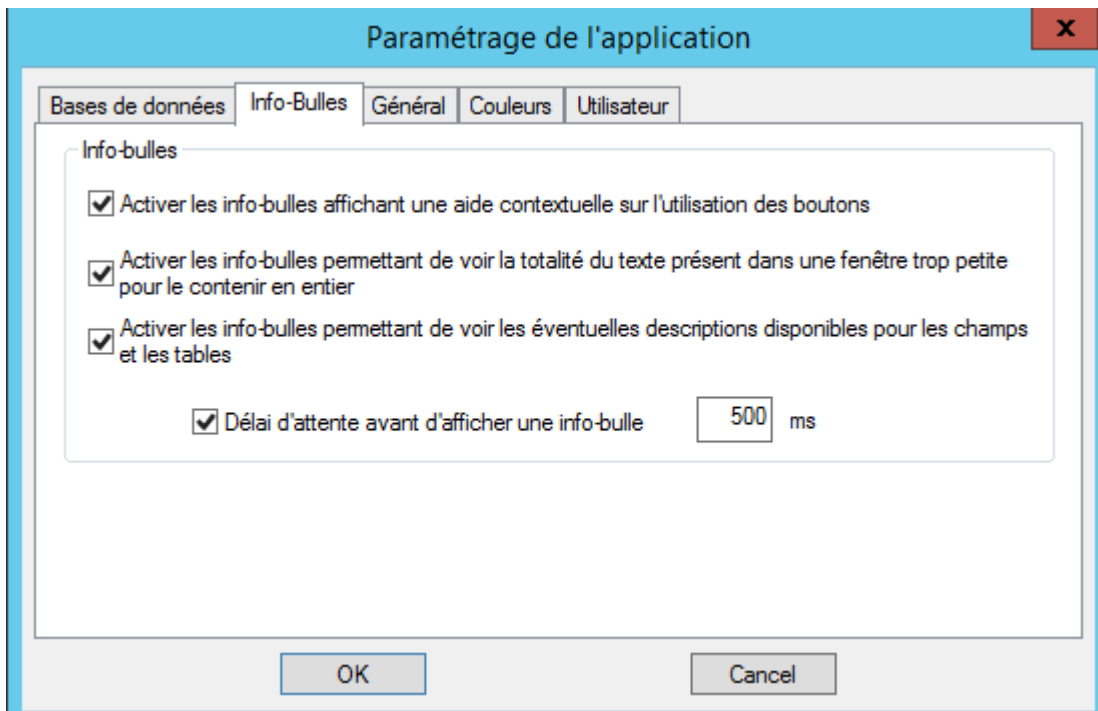 Paramétrage de l'application
x
Bases de données
Info-Bulles
Général
Couleurs
Utilisateur
Info-bulles
Activer les info-bulles affichant une aide contextuelle sur l'utilisation des boutons
Activer les info-bulles permettant de voir la totalité du texte présent dans une fenêtre trop petite
pour le contenir en entier
Activer les info-bulles permettant de voir les éventuelles descriptions disponibles pour les champs
et les tables
Délai d'attente avant d'afficher une info-bulle 500 ms
OK
Cancel